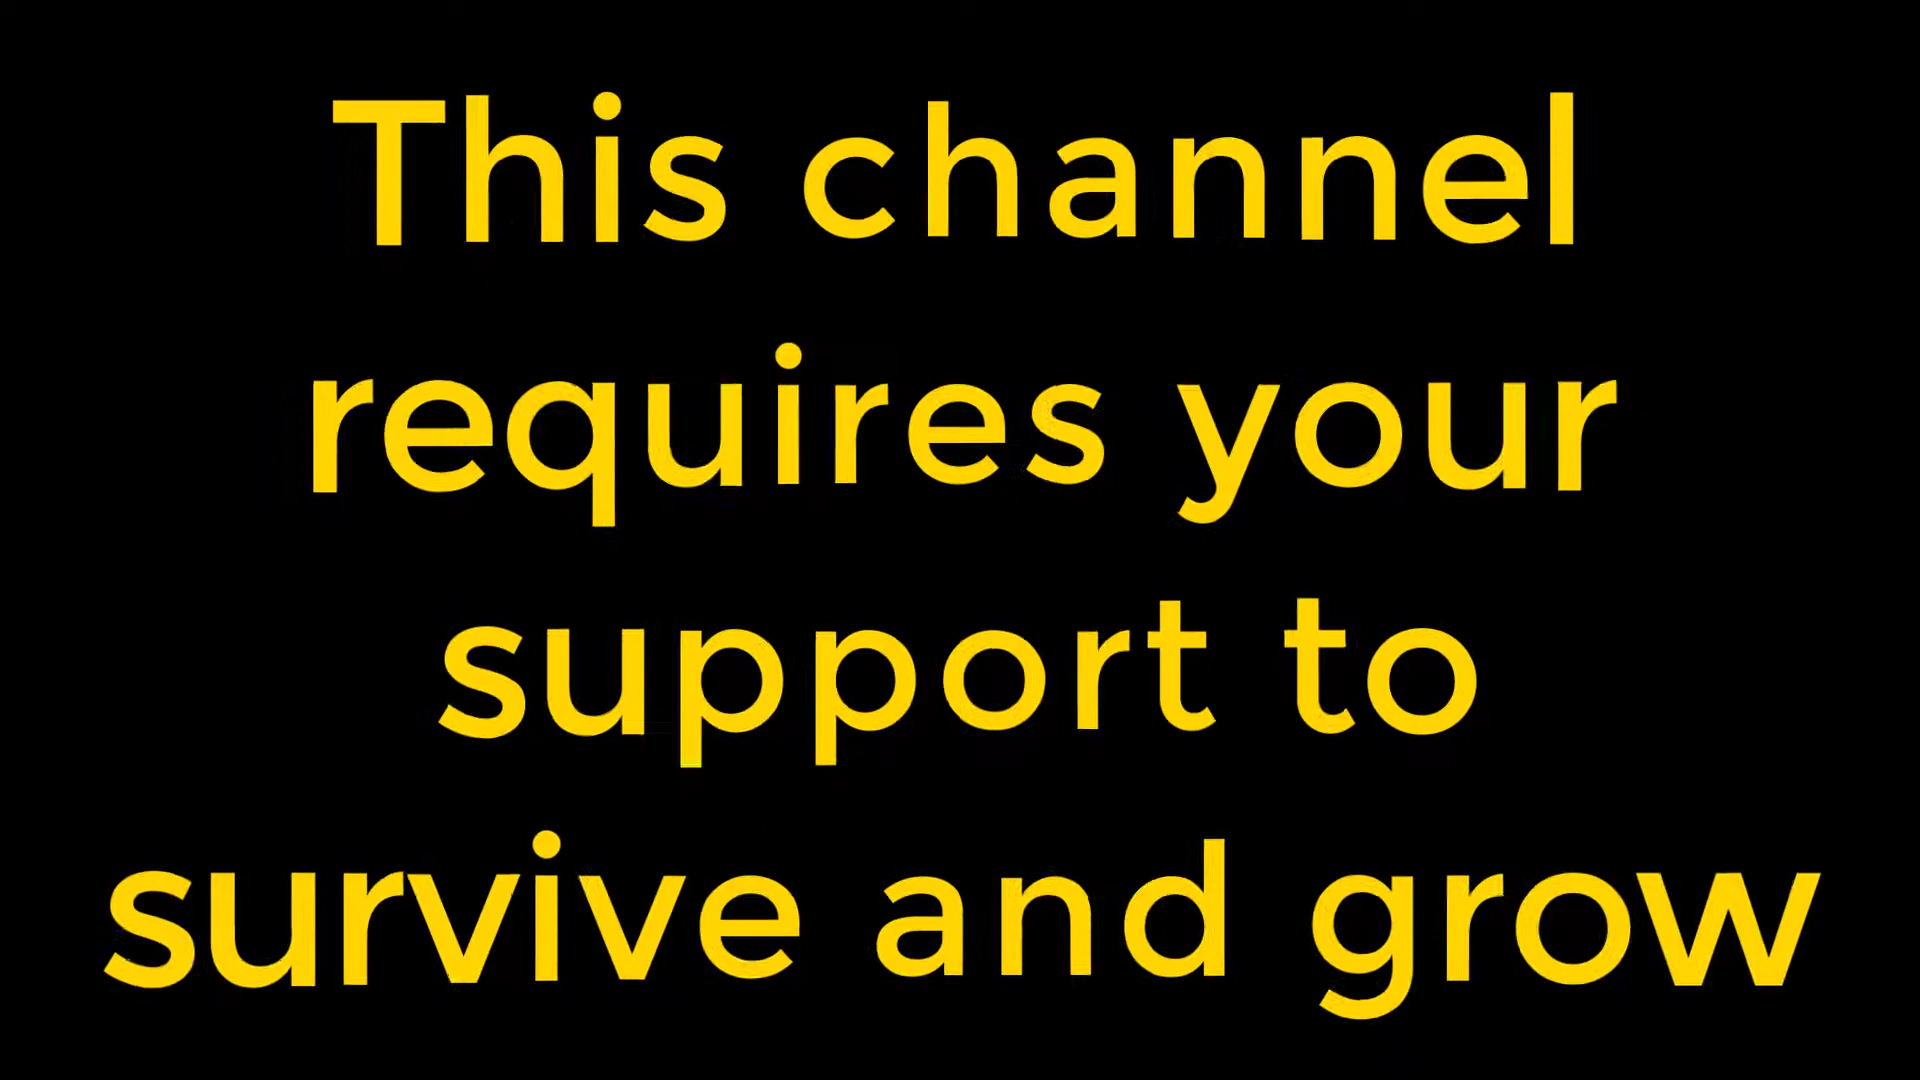 This channel
requires your
support to
survive and grow